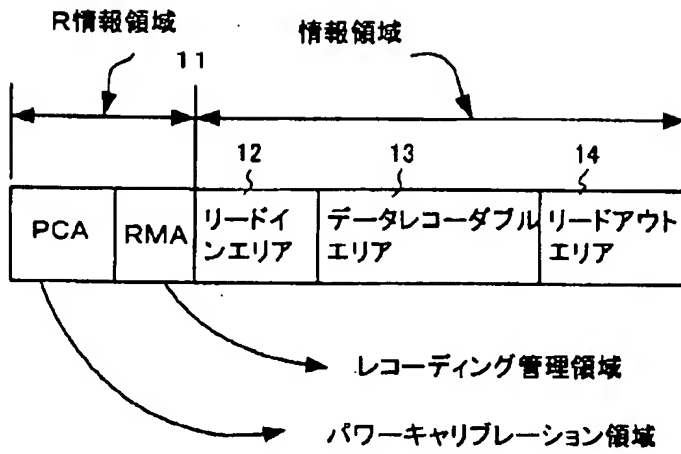 R情報領域
情報領域
11
12
13
14
PCA
RMA
リードイ
ンエリア
データレコーダブル
エリア
リードアウト
エリア
レコーディング管理領域
パワーキャリブレーション領域